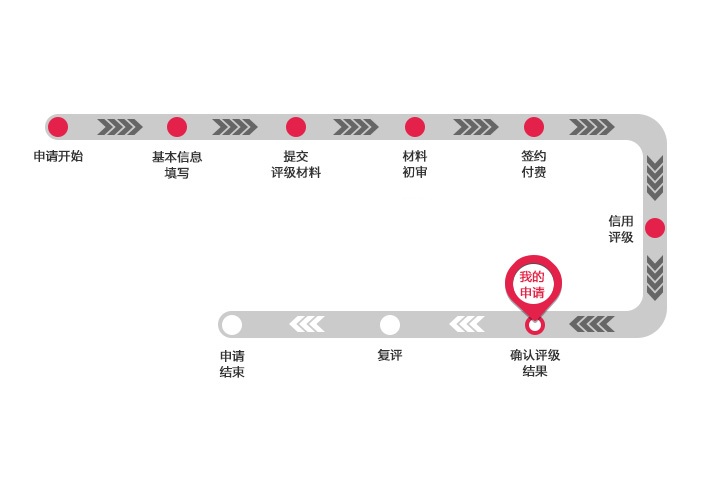 申请开始
基本信息
填写
提交
评级材料
材料
初审
签约
付费
信用
评级
我的
申请
确认评级
结果
复评
申请
结束